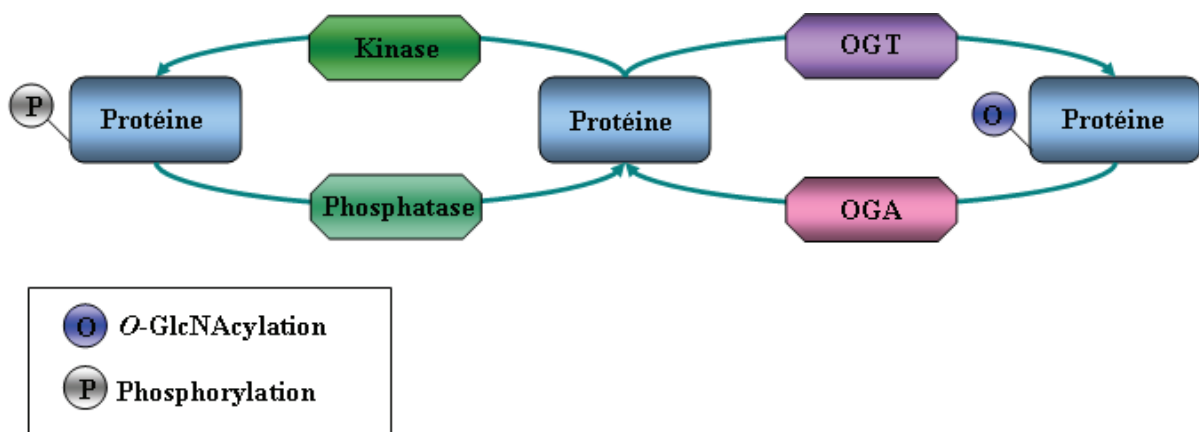 Kinase
OGT
P
Protéine
Protéine
O
Protéine
Phosphatase
OGA
O O-GlcNAcylation
P Phosphorylation